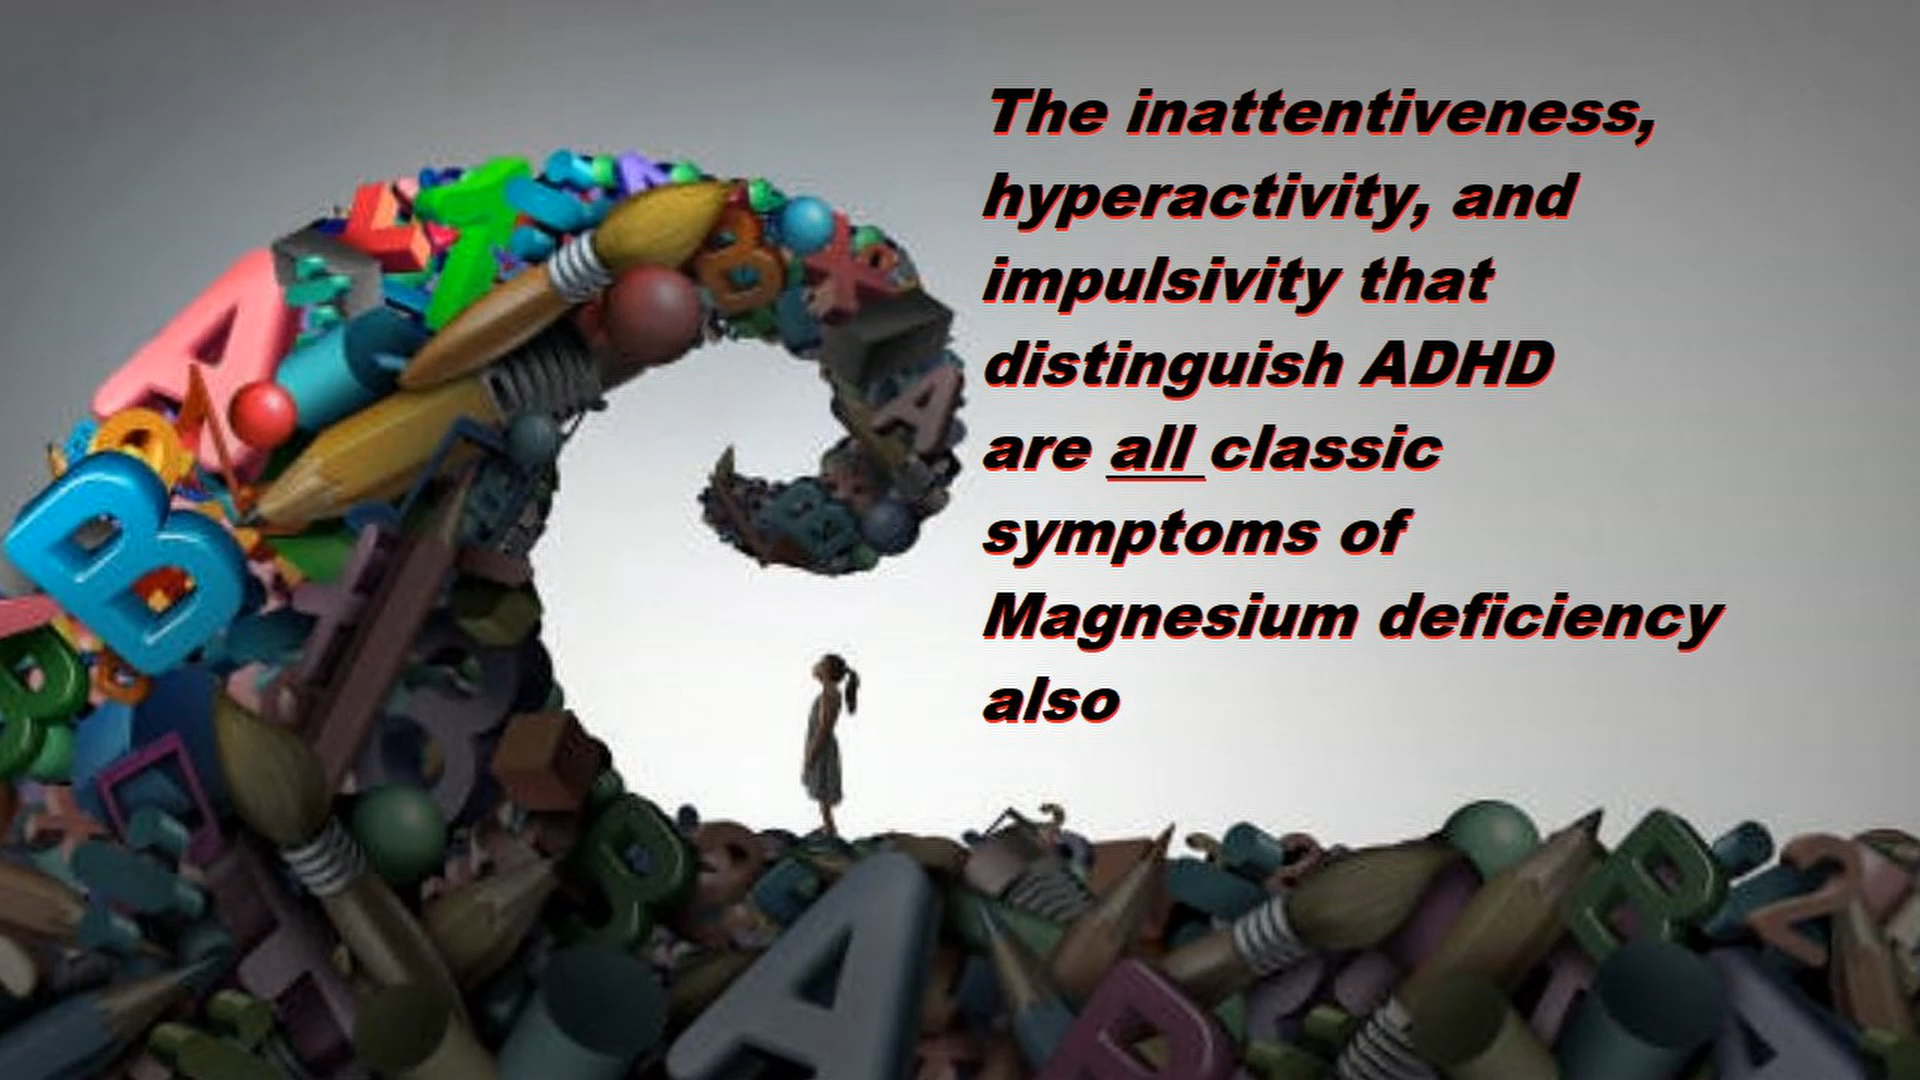 The inattentiveness,
hyperactivity, and
impulsivity that
distinguish ADHD
are all classic
symptoms of
Magnesium deficiency
also